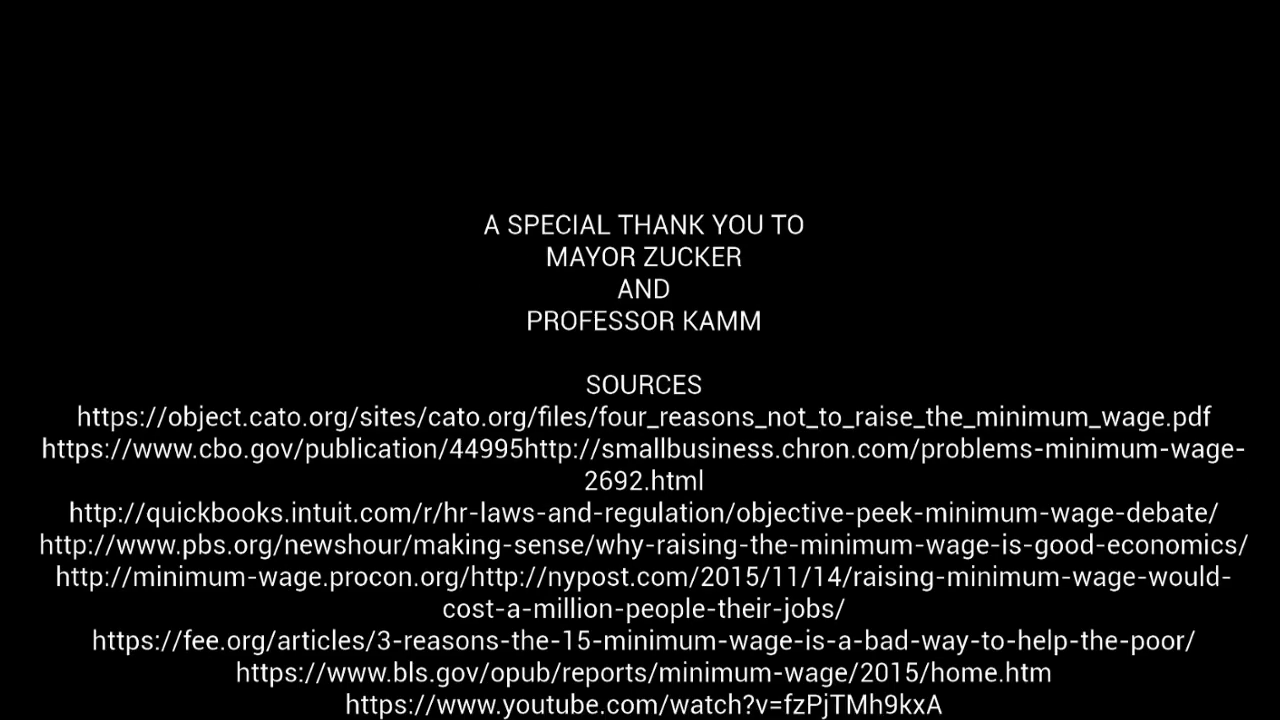 A SPECIAL THANK YOU TO
MAYOR ZUCKER
AND
PROFESSOR KAMM
SOURCES
https://object.cato.org/sites/cato.org/files/four_reasons_not_to_raise_the_minimum_wage.pdf
https://www.cbo.gov/publication/44995http://smallbusiness.chron.com/problems-minimum-wage-
2692.html
http://quickbooks.intuit.com/r/hr-laws-and-regulation/objective-peek-minimum-wage-debate/
http://www.pbs.org/newshour/making-sense/why-raising-the-minimum-wage-is-good-economics/
http://minimum-wage.procon.org/http://nypost.com/2015/11/14/raising-minimum-wage-would-
cost-a-million-people-their-jobs/
https://fee.org/articles/3-reasons-the-15-minimum-wage-is-a-bad-way-to-help-the-poor/
https://www.bls.gov/opub/reports/minimum-wage/2015/home.htm
https://www.youtube.com/watch?v=fzPjTMh9kxA